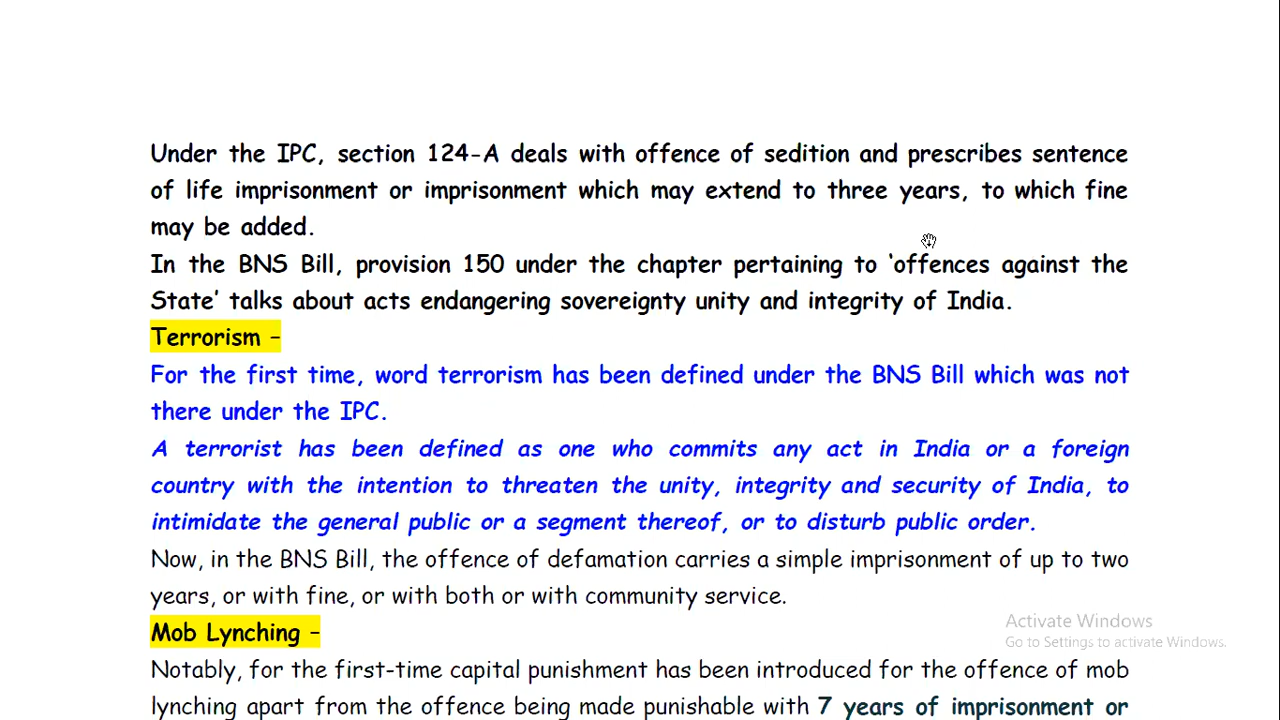 Under the IPC, section 124-A deals with offence of sedition and prescribes sentence
of life imprisonment or imprisonment which may extend to three years, to which fine
may be added.
In the BNS Bill, provision 150 under the chapter pertaining to ‘offences against the
State’ talks about acts endangering sovereignty unity and integrity of India.
Terrorism –
For the first time, word terrorism has been defined under the BNS Bill which was not
there under the IPC.
A terrorist has been defined as one who commits any act in India or a foreign
country with the intention to threaten the unity, integrity and security of India, to
intimidate the general public or a segment thereof, or to disturb public order.
Now, in the BNS Bill, the offence of defamation carries a simple imprisonment of up to two
years, or with fine, or with both or with community service.
Mob Lynching –
Notably, for the first-time capital punishment has been introduced for the offence of mob
lynching apart from the offence being made punishable with 7 years of imprisonment or
Activate Windows
Go to Settings to activate Windows.